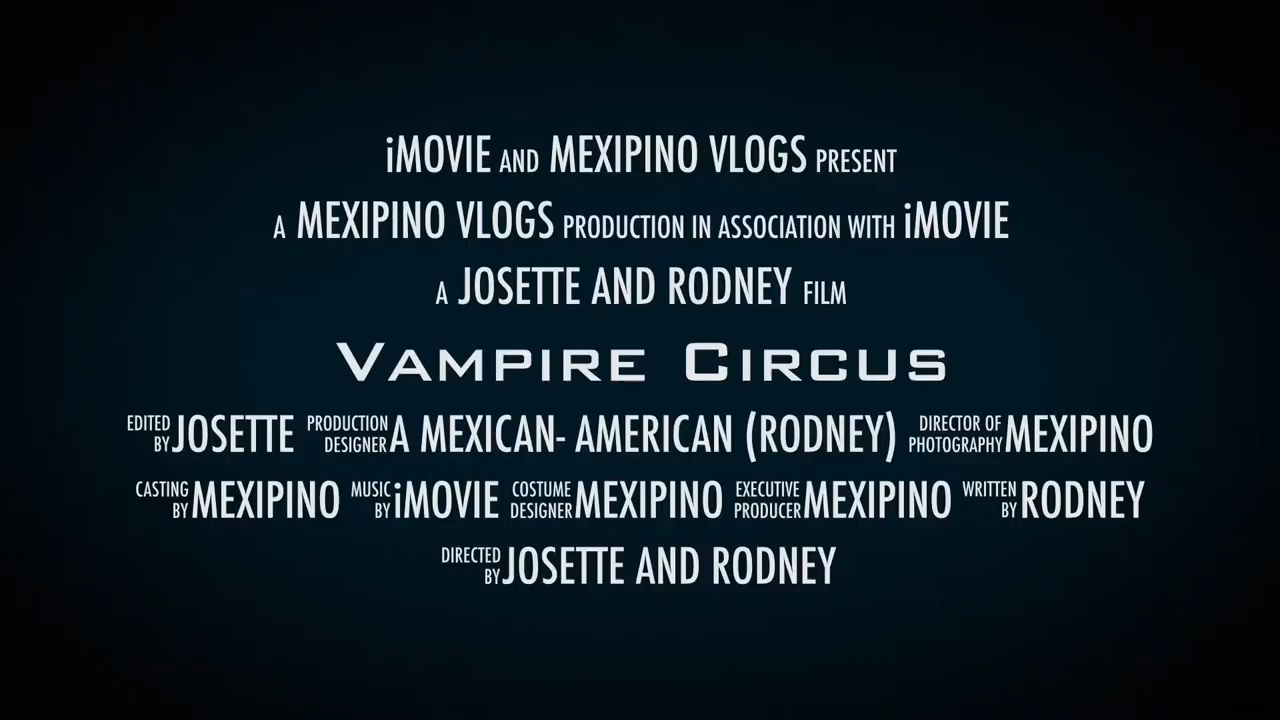 iMOVIE AND MEXIPINO VLOGS PRESENT
A MEXIPINO VLOGS PRODUCTION IN ASSOCIATION WITH iMOVIE
A JOSETTE AND RODNEY FILM
VAMPIRE CIRCUS
EDITED BY JOSETTE PRODUCTION DESIGNER A MEXICAN- AMERICAN (RODNEY) DIRECTOR OF PHOTOGRAPHY MEXIPINO
CASTING BY MEXIPINO MUSIC BY iMOVIE COSTUME DESIGNER MEXIPINO EXECUTIVE PRODUCER MEXIPINO WRITTEN BY RODNEY
DIRECTED BY JOSETTE AND RODNEY